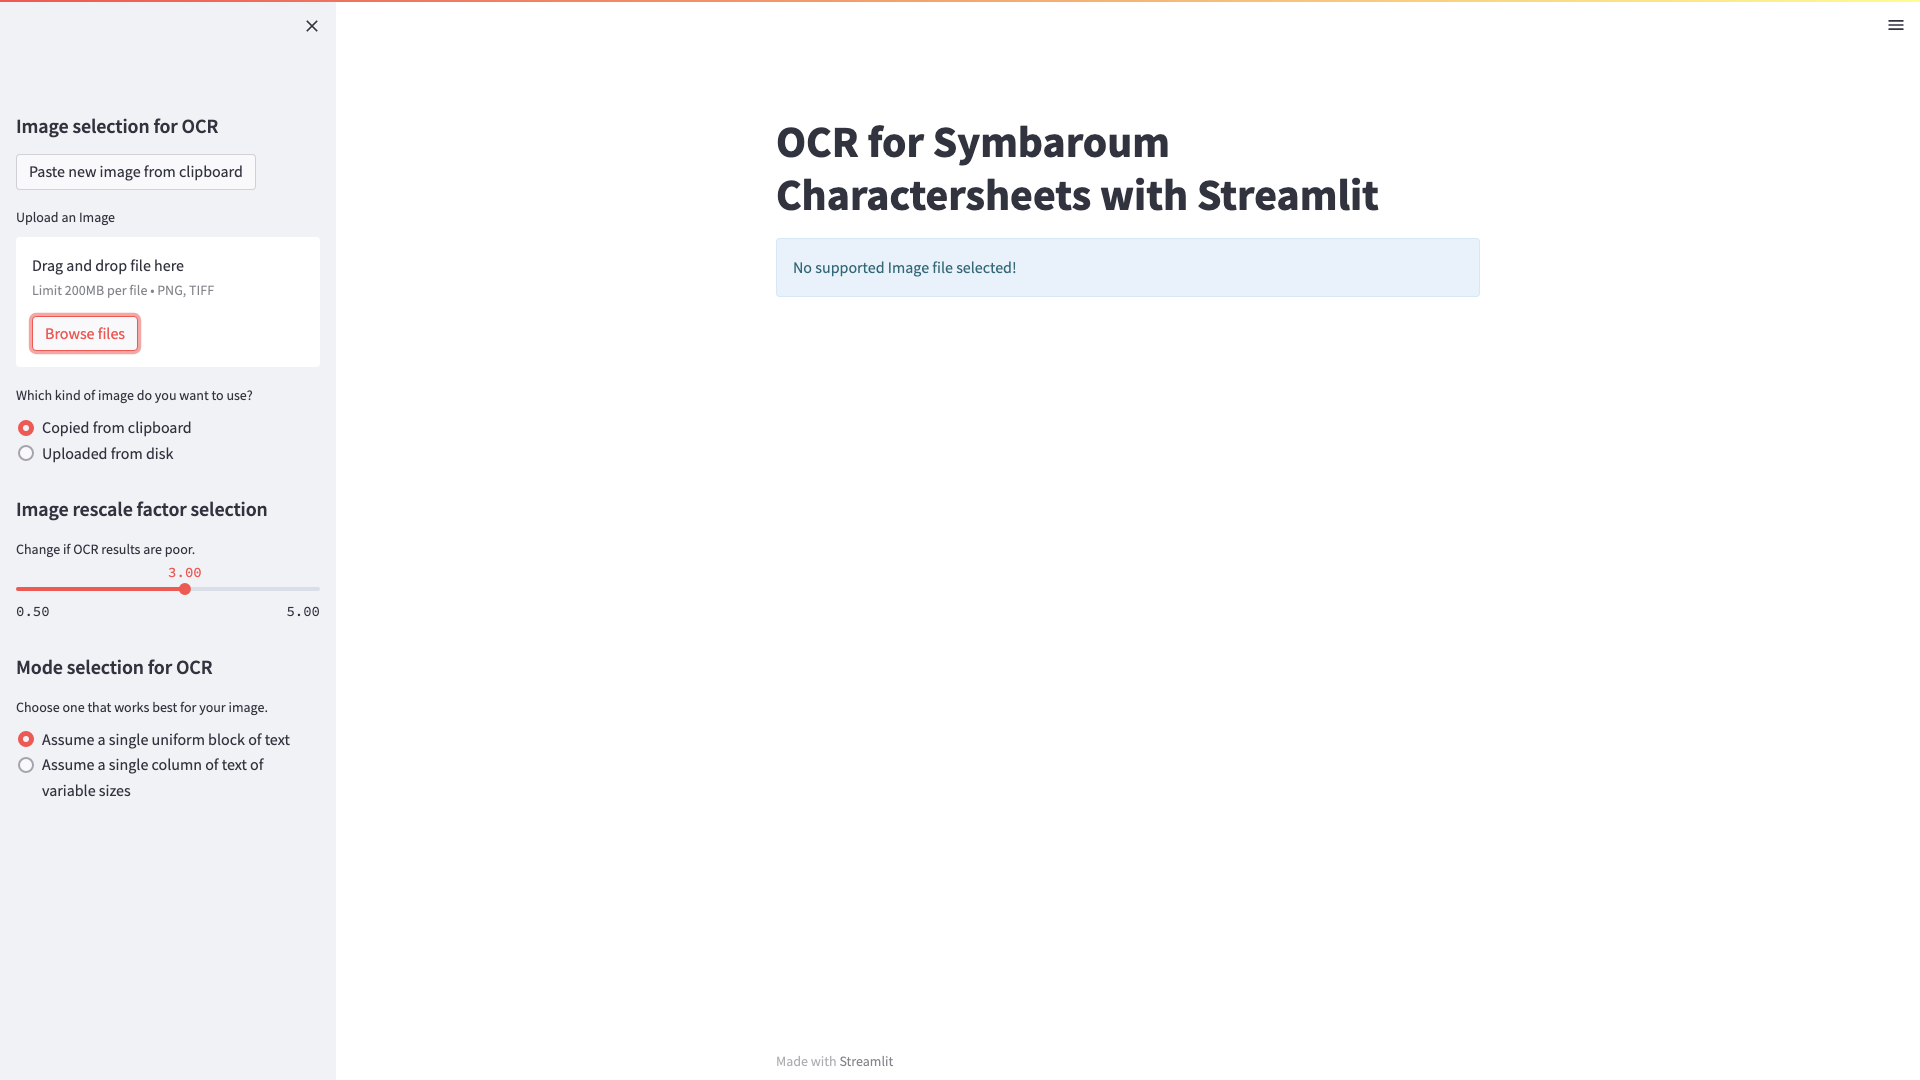 Image selection for OCR
Paste new image from clipboard
Upload an Image
Drag and drop file here
Limit 200MB per file • PNG, TIFF
Browse files
Which kind of image do you want to use?
Copied from clipboard
Uploaded from disk
Image rescale factor selection
Change if OCR results are poor.
3.00
0.50 5.00
Mode selection for OCR
Choose one that works best for your image.
Assume a single uniform block of text
Assume a single column of text of
variable sizes
OCR for Symbaroum
Charactersheets with Streamlit
No supported Image file selected!
Made with Streamlit